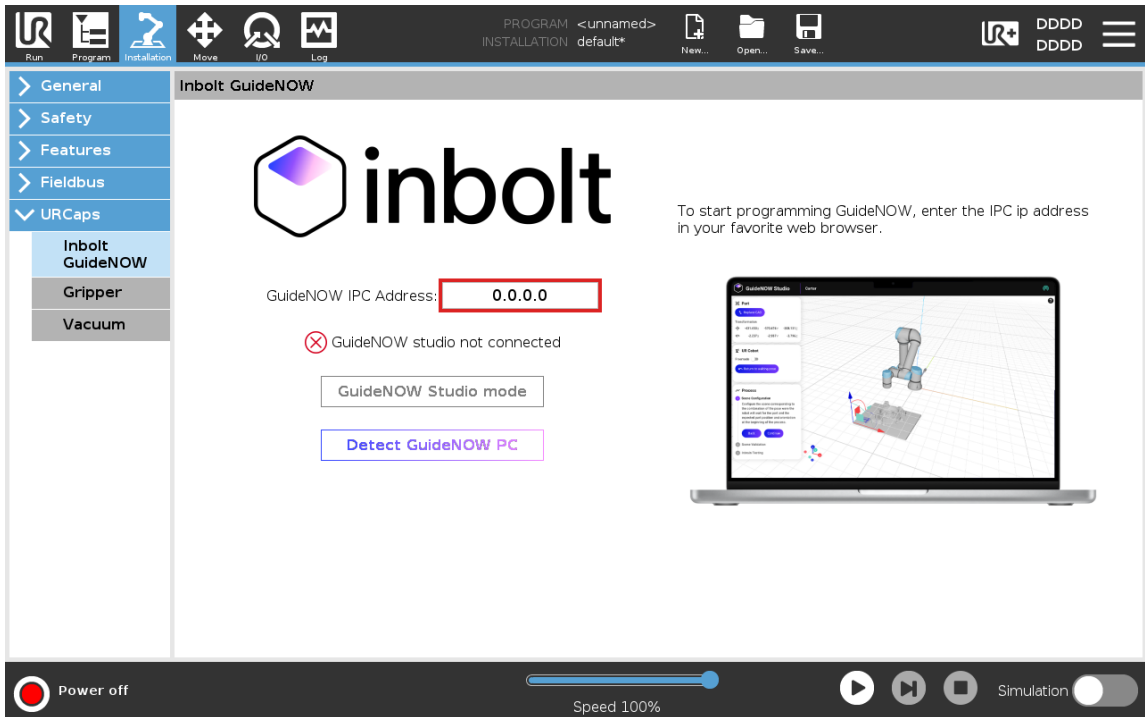 PROGRAM <unnamed>
INSTALLATION default*
Run Program Installation Move I/O Log
New... Open... Save...
UR+
DDDD
DDDD
General
Safety
Features
Fieldbus
URCaps
Inbolt
GuideNOW
Gripper
Vacuum
Inbolt GuideNOW
inbolt
GuideNOW IPC Address: 0.0.0.0
GuideNOW studio not connected
GuideNOW Studio mode
Detect GuideNOW PC
To start programming GuideNOW, enter the IPC ip address
in your favorite web browser.
GuideNOW Studio
Power off
Speed 100%
Simulation